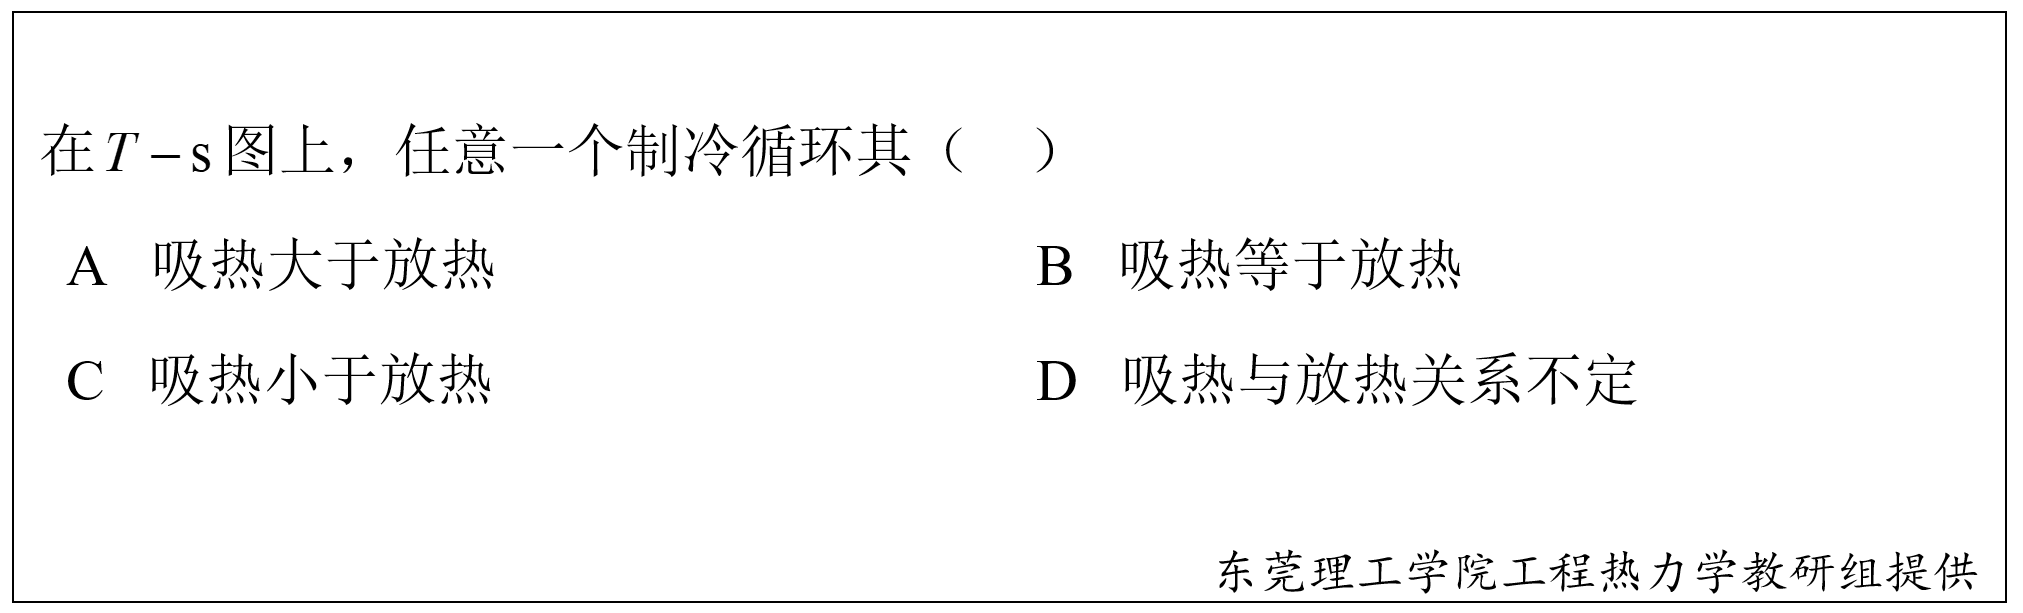 在T－s图上，任意一个制冷循环其（　）
A 吸热大于放热 B 吸热等于放热
C 吸热小于放热 D 吸热与放热关系不定
东莞理工学院工程热力学教研组提供